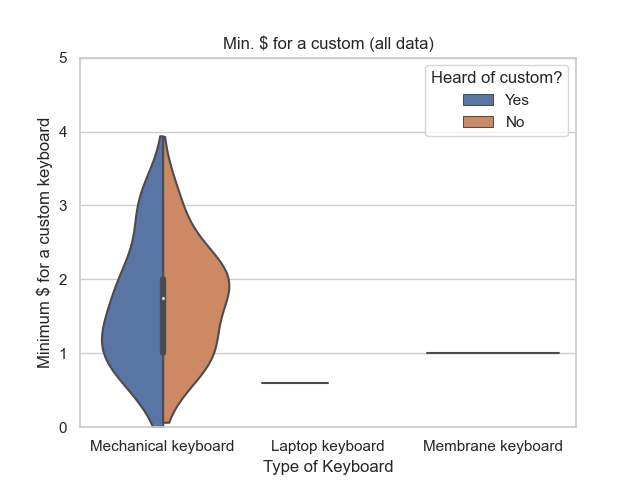 Min. $ for a custom (all data)
Minimum $ for a custom keyboard
5
4
3
2
1
0
Heard of custom?
Yes
No
Mechanical keyboard
Laptop keyboard
Membrane keyboard
Type of Keyboard